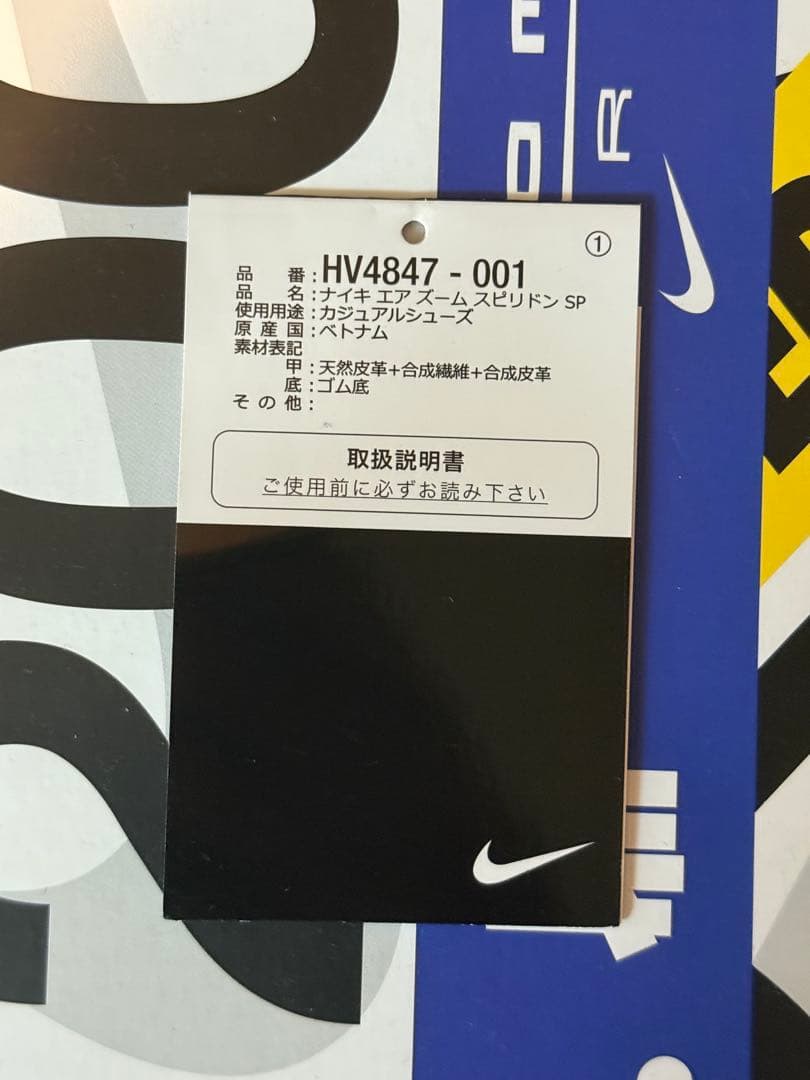 ①
品 番 : HV4847 - 001
品 名 : ナイキ エア ズーム スピリドン SP
使用用途 : カジュアルシューズ
原 産 国 : ベトナム
素材表記
甲 : 天然皮革+合成繊維+合成皮革
底 : ゴム底
そ の 他 :
取扱説明書
ご使用前に必ずお読み下さい